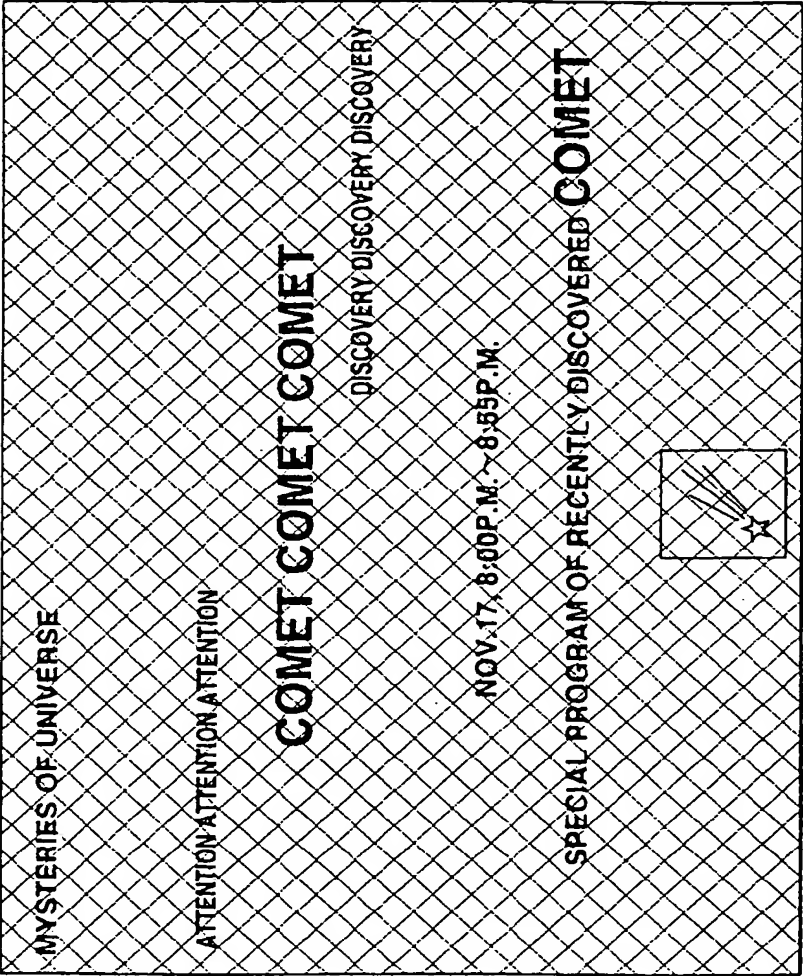 MYSTERIES OF UNIVERSE
ATTENTION ATTENTION ATTENTION
COMET COMET COMET COMET
DISCOVERY DISCOVERY DISCOVERY
NOV.17, 8:00P.M.~8:55P.M.
SPECIAL PROGRAM OF RECENTLY DISCOVERED COMET